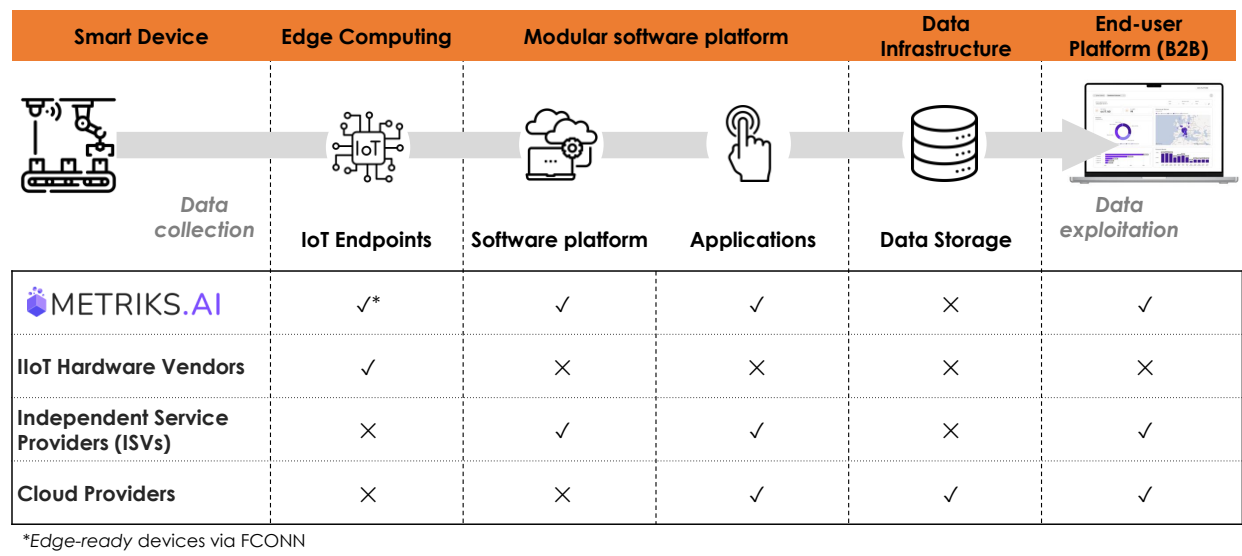 Smart Device
Edge Computing
Modular software platform
Data
Infrastructure
End-user
Platform (B2B)
IoT
Data
collection
Data
exploitation
IoT Endpoints
Software platform
Applications
Data Storage
METRIKS.AI
✓*
✓
✓
✕
✓
IIoT Hardware Vendors
✓
✕
✕
✕
✕
Independent Service
Providers (ISVs)
✕
✓
✓
✕
✓
Cloud Providers
✕
✕
✓
✓
✓
*Edge-ready devices via FCONN